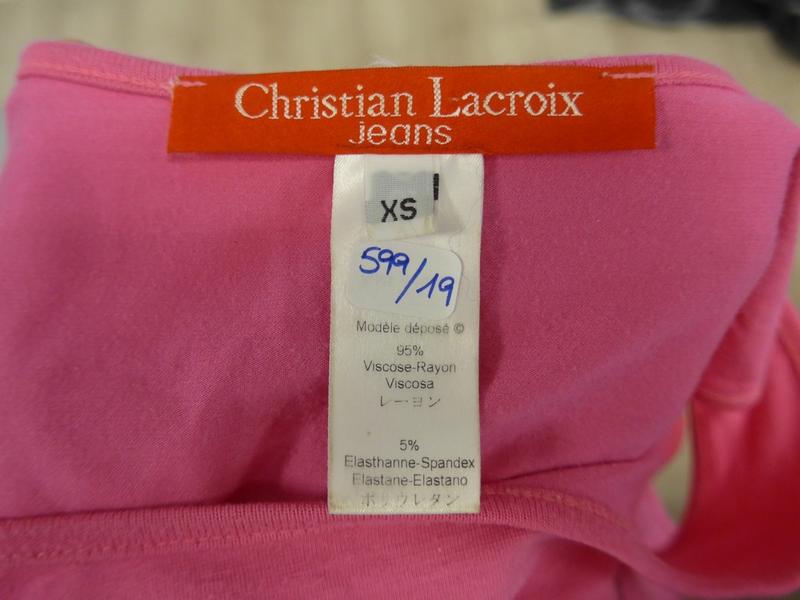 Christian Lacroix
jeans
XS
599/19
Modèle déposé ©
95%
Viscose-Rayon
Viscosa
レーヨン
5%
Elasthanne-Spandex
Elastane-Elastano
ポリウレタン